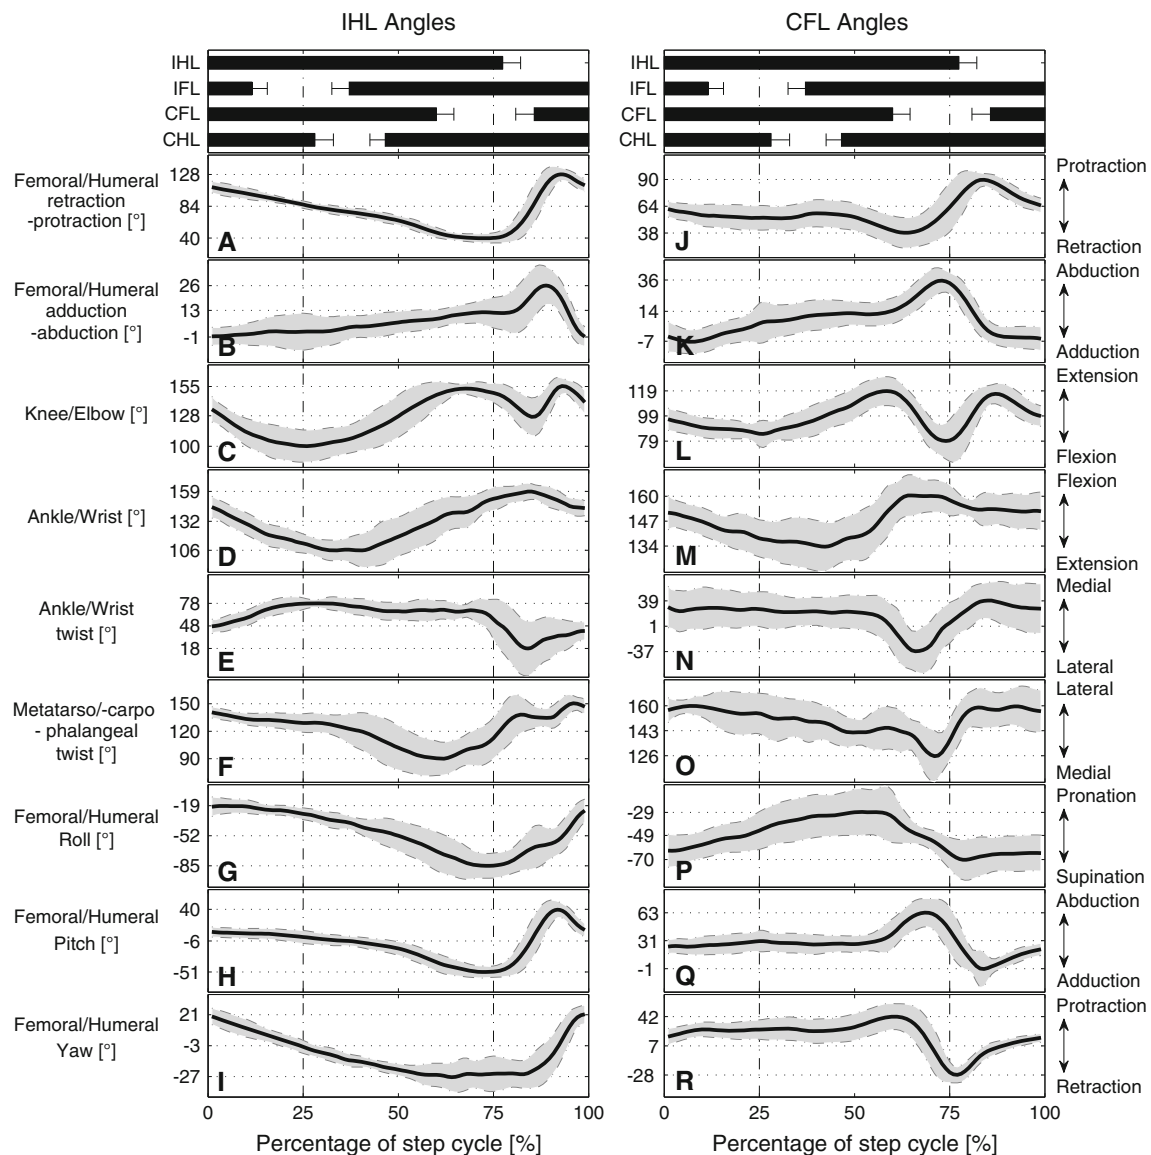 IHL Angles
CFL Angles
IHL
IFL
CFL
CHL
IHL
IFL
CFL
CHL
Femoral/Humeral
retraction
-protraction [°]
128
84
40
A
90
64
38
J
Protraction
Retraction
Femoral/Humeral
adduction
-abduction [°]
26
13
-1
B
36
14
-7
K
Abduction
Adduction
Knee/Elbow [°]
155
128
100
C
119
99
79
L
Extension
Flexion
Ankle/Wrist [°]
159
132
106
D
160
147
134
M
Flexion
Extension
Ankle/Wrist
twist [°]
78
48
18
E
39
1
-37
N
Medial
Lateral
Metatarso/-carpo
- phalangeal
twist [°]
150
120
90
F
160
143
126
O
Lateral
Medial
Femoral/Humeral
Roll [°]
-19
-52
-85
G
-29
-49
-70
P
Pronation
Supination
Femoral/Humeral
Pitch [°]
40
-6
-51
H
63
31
-1
Q
Abduction
Adduction
Femoral/Humeral
Yaw [°]
21
-3
-27
I
42
7
-28
R
Protraction
Retraction
0 25 50 75 100
0 25 50 75 100
Percentage of step cycle [%]
Percentage of step cycle [%]